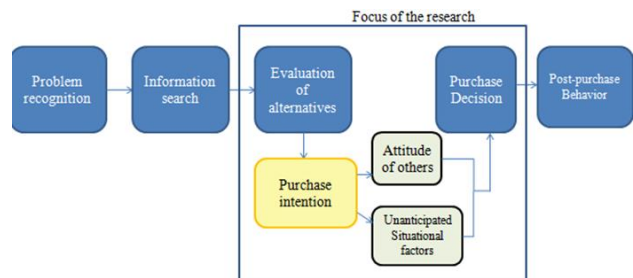 Focus of the research
Problem
recognition
Information
search
Evaluation
of
alternatives
Purchase
Decision
Post-purchase
Behavior
Purchase
intention
Attitude
of others
Unanticipated
Situational
factors